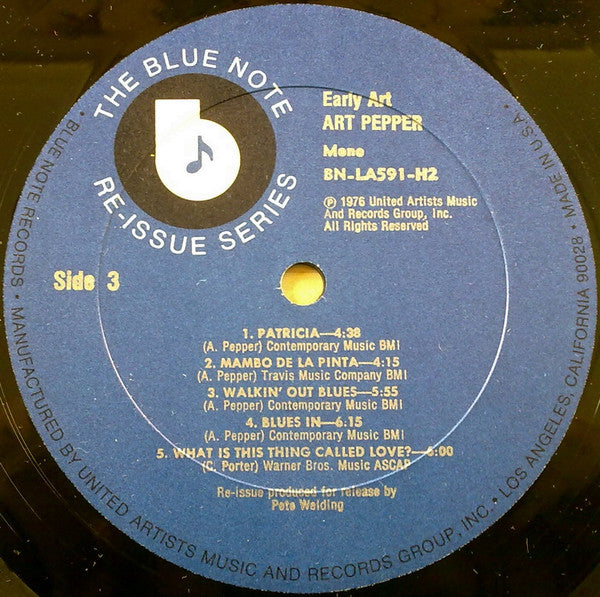 THE BLUE NOTE
RE-ISSUE SERIES
b
Early Art
ART PEPPER
Mono
BN-LA591-H2
℗ 1976 United Artists Music
And Records Group, Inc.
All Rights Reserved
Side 3
1. PATRICIA—4:38
(A. Pepper) Contemporary Music BMI
2. MAMBO DE LA PINTA—4:15
(A. Pepper) Travis Music Company BMI
3. WALKIN' OUT BLUES—5:55
(A. Pepper) Contemporary Music BMI
4. BLUES IN—6:15
(A. Pepper) Contemporary Music BMI
5. WHAT IS THIS THING CALLED LOVE?—6:00
(C. Porter) Warner Bros. Music ASCAP
Re-issue produced for release by
Pete Welding
• BLUE NOTE RECORDS • MANUFACTURED BY UNITED ARTISTS MUSIC AND RECORDS GROUP, INC. • LOS ANGELES, CALIFORNIA 90028 • MADE IN U.S.A.